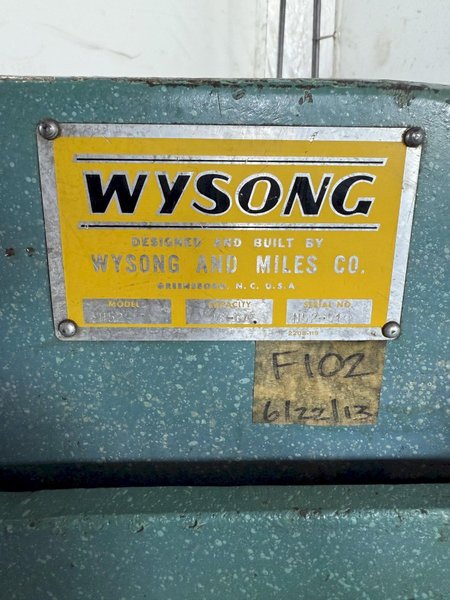 WYSONG
DESIGNED AND BUILT BY
WYSONG AND MILES CO.
GREENSBORO, N.C. U.S.A
MODEL CAPACITY SERIAL NO
F102
6/22/13